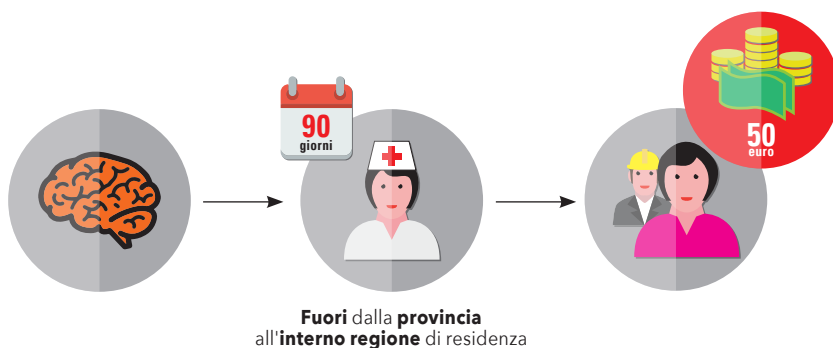 90
giorni
50
euro
Fuori dalla provincia
all'interno regione di residenza